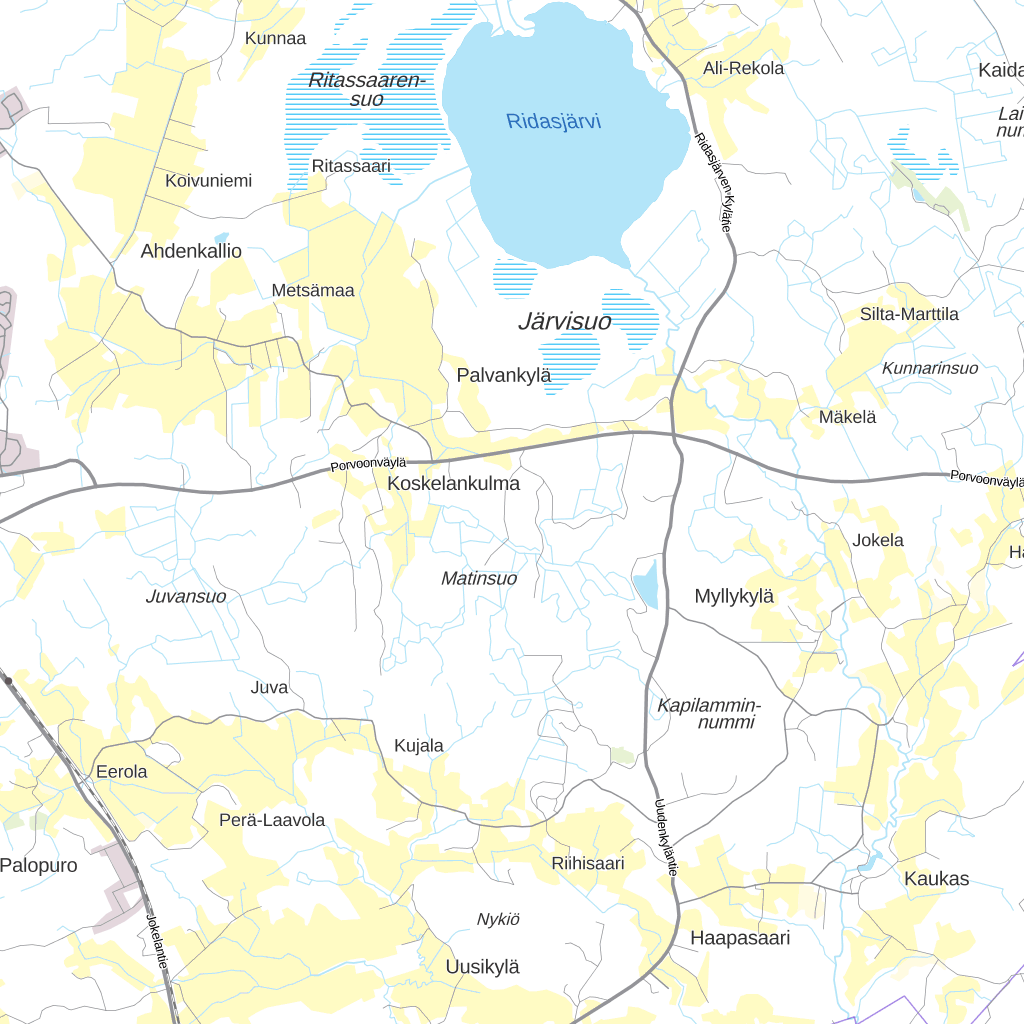 Kunnaa
Ali-Rekola
Ritassaaren-
suo
Ridasjärvi
Ritassaari
Ridasjärven Kylätie
Koivuniemi
Ahdenkallio
Metsämaa
Silta-Marttila
Järvisuo
Kunnarinsuo
Palvankylä
Mäkelä
Porvoonväylä
Porvoonväylä
Koskelankulma
Jokela
Matinsuo
Juvansuo
Myllykylä
Juva
Kapilammin-
nummi
Kujala
Eerola
Perä-Laavola
Uudenkyläntie
Riihisaari
Palopuro
Kaukas
Nykiö
Jokelantie
Haapasaari
Uusikylä